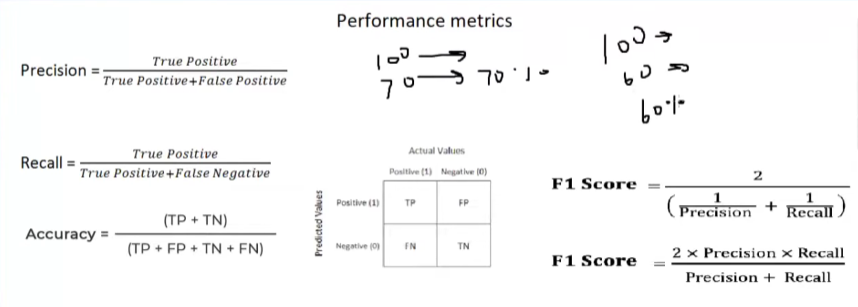 Performance metrics
Precision = True Positive / True Positive+False Positive
100 →
70 → 70%
100 →
60 →
60%
Recall = True Positive / True Positive+False Negative
Accuracy = (TP + TN) / (TP + FP + TN + FN)
Actual Values
Positive (1) Negative (0)
Predicted Values
Positive (1) TP FP
Negative (0) FN TN
F1 Score = 2 / ( 1 / Precision + 1 / Recall )
F1 Score = 2 × Precision × Recall / Precision + Recall